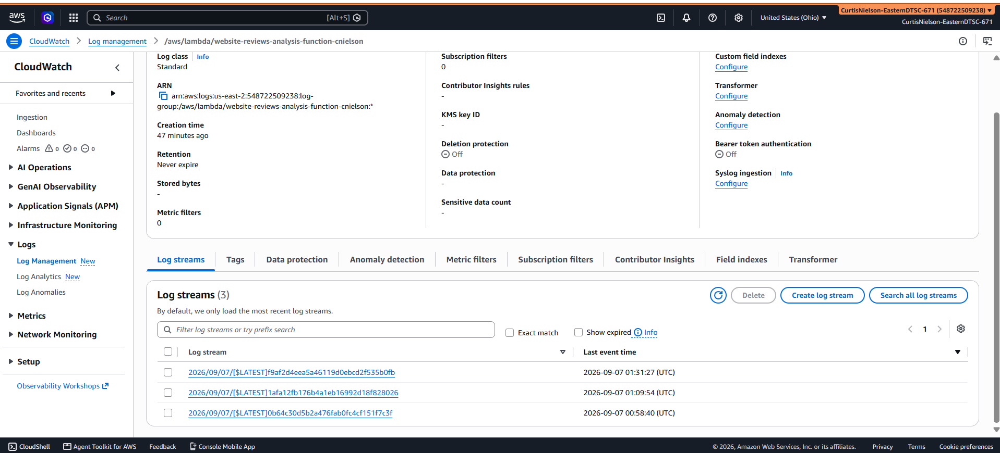 aws
Search
[Alt+S]
United States (Ohio)
CurtisNielson-EasternDTSC-671 (548722509238)
CurtisNielson-EasternDTSC-671
CloudWatch
Log management
/aws/lambda/website-reviews-analysis-function-cnielson
CloudWatch
Favorites and recents
Ingestion
Dashboards
Alarms 0 0 0
AI Operations
GenAI Observability
Application Signals (APM)
Infrastructure Monitoring
Logs
Log Management New
Log Analytics New
Log Anomalies
Metrics
Network Monitoring
Setup
Observability Workshops
Log class Info
Standard
ARN
arn:aws:logs:us-east-2:548722509238:log-
group:/aws/lambda/website-reviews-analysis-function-cnielson:*
Creation time
47 minutes ago
Retention
Never expire
Stored bytes
-
Metric filters
0
Subscription filters
0
Contributor Insights rules
-
KMS key ID
-
Deletion protection
Off
Data protection
-
Sensitive data count
-
Custom field indexes
Configure
Transformer
Configure
Anomaly detection
Configure
Bearer token authentication
Off
Syslog ingestion Info
Configure
Log streams
Tags
Data protection
Anomaly detection
Metric filters
Subscription filters
Contributor Insights
Field indexes
Transformer
Log streams (3)
Delete
Create log stream
Search all log streams
By default, we only load the most recent log streams.
Filter log streams or try prefix search
Exact match
Show expired Info
1
Log stream
Last event time
2026/09/07/[$LATEST]f9af2d4eea5a46119d0ebcd2f535b0fb 2026-09-07 01:31:27 (UTC)
2026/09/07/[$LATEST]1afa12fb176b4a1eb16992d18f828026 2026-09-07 01:09:54 (UTC)
2026/09/07/[$LATEST]0b64c30d5b2a476fab0fc4cf151f7c3f 2026-09-07 00:58:40 (UTC)
CloudShell
Agent Toolkit for AWS
Feedback
Console Mobile App
© 2026, Amazon Web Services, Inc. or its affiliates.
Privacy
Terms
Cookie preferences